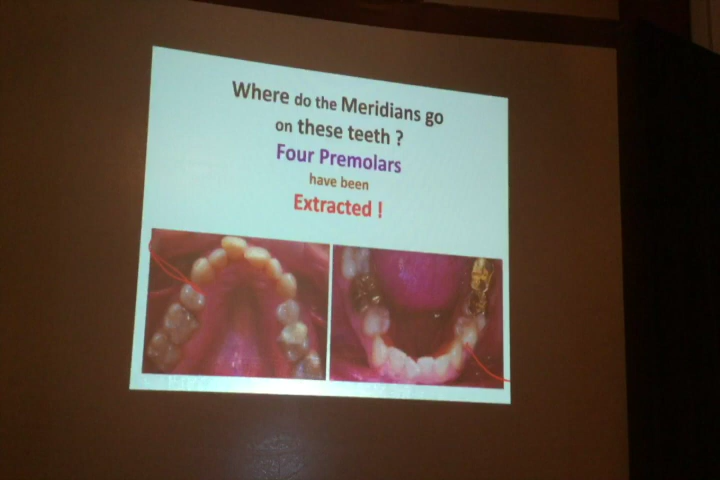 Where do the Meridians go
on these teeth ?
Four Premolars
have been
Extracted !